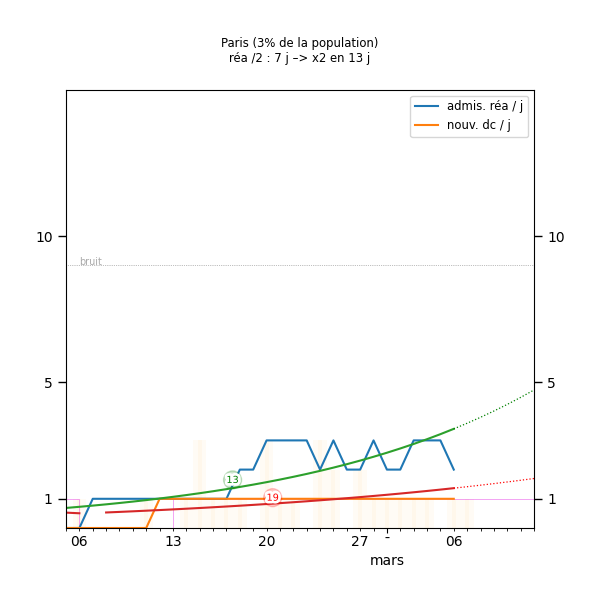 Paris (3% de la population)
réa /2 : 7 j –> x2 en 13 j
admis. réa / j
nouv. dc / j
10
10
bruit
5
5
13
19
1
1
06
13
20
27
-
06
mars